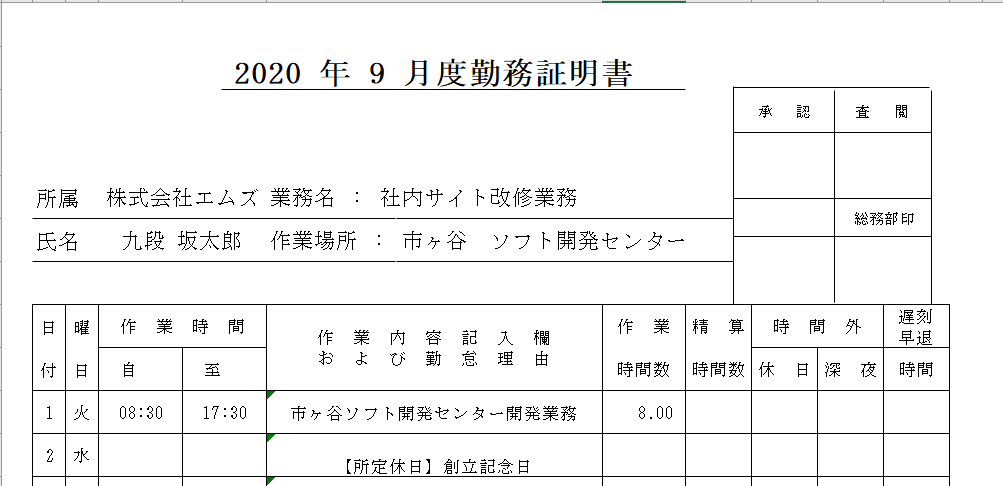 2020 年 9 月度勤務証明書
承 認 査 閲
所属 株式会社エムズ 業務名 : 社内サイト改修業務
総務部印
氏名 九段 坂太郎 作業場所 : 市ヶ谷 ソフト開発センター
日付 曜日 作業時間 作業内容記入欄 作業 精算 時間外 遅刻
および勤怠理由 早退
自 至 時間数 時間数 休日 深夜 時間
1 火 08:30 17:30 市ヶ谷ソフト開発センター開発業務 8.00
2 水 【所定休日】創立記念日